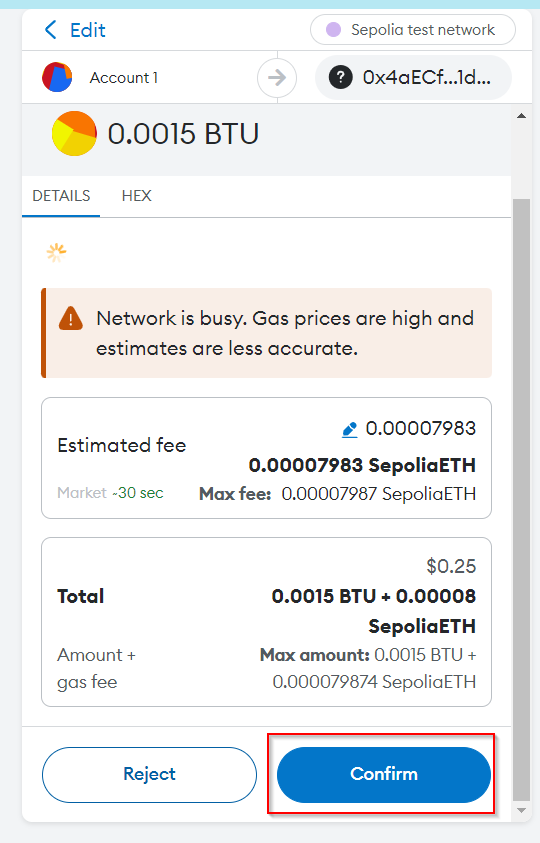 Edit
Sepolia test network
Account 1
?
0x4aECf...1d...
0.0015 BTU
DETAILS
HEX
Network is busy. Gas prices are high and
estimates are less accurate.
0.00007983
Estimated fee
0.00007983 SepoliaETH
Market ~30 sec
Max fee: 0.00007987 SepoliaETH
$0.25
Total
0.0015 BTU + 0.00008
SepoliaETH
Amount +
gas fee
Max amount: 0.0015 BTU +
0.000079874 SepoliaETH
Reject
Confirm